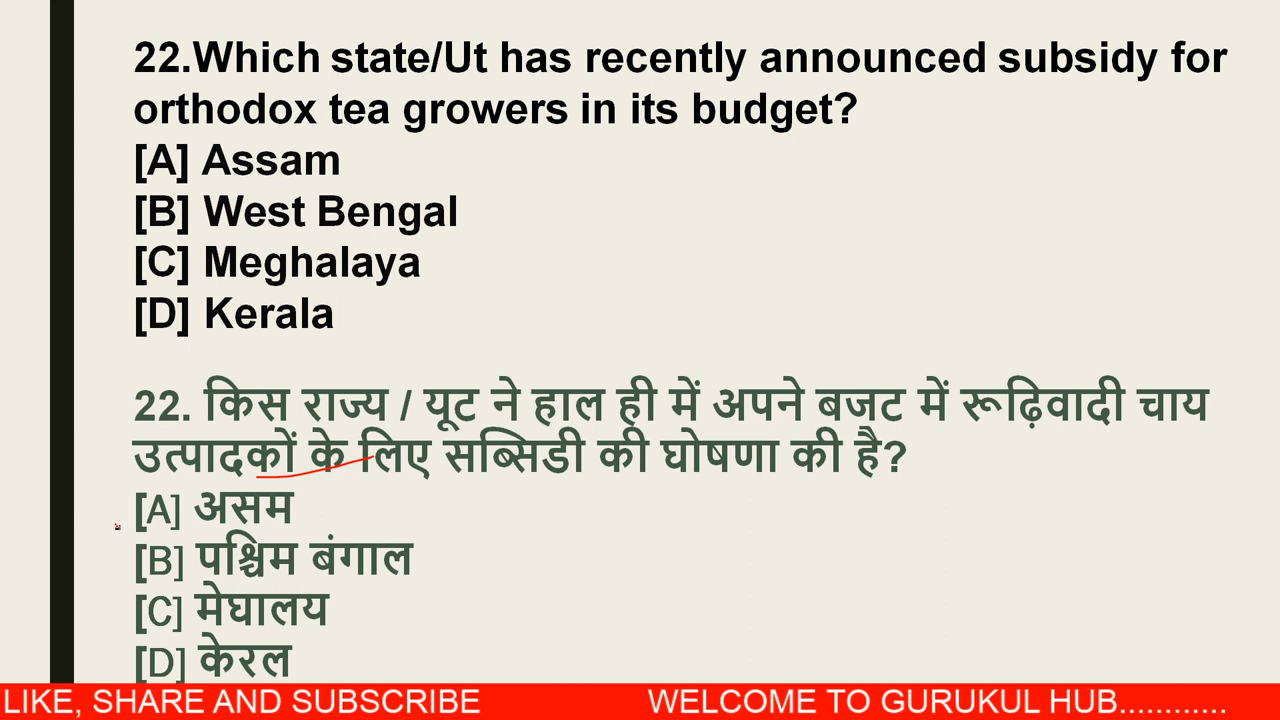 22.Which state/Ut has recently announced subsidy for
orthodox tea growers in its budget?
[A] Assam
[B] West Bengal
[C] Meghalaya
[D] Kerala
22. किस राज्य / यूट ने हाल ही में अपने बजट में रूढ़िवादी चाय
उत्पादकों के लिए सब्सिडी की घोषणा की है?
[A] असम
[B] पश्चिम बंगाल
[C] मेघालय
[D] केरल
LIKE, SHARE AND SUBSCRIBE WELCOME TO GURUKUL HUB............